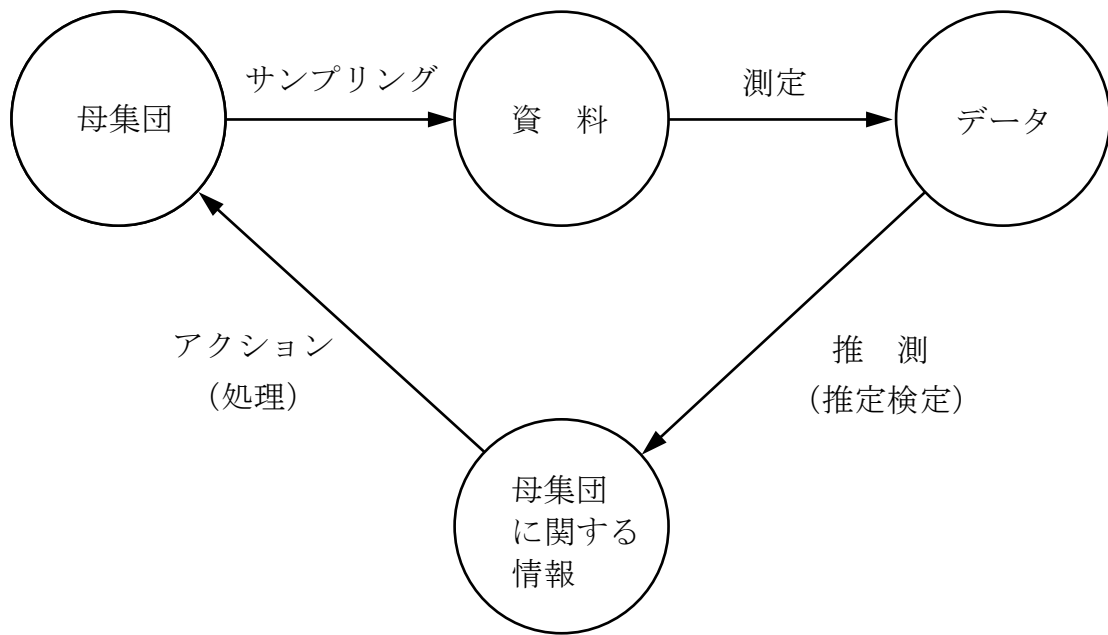 母集団
サンプリング
資　料
測定
データ
アクション
（処理）
推　測
（推定検定）
母集団
に関する
情報